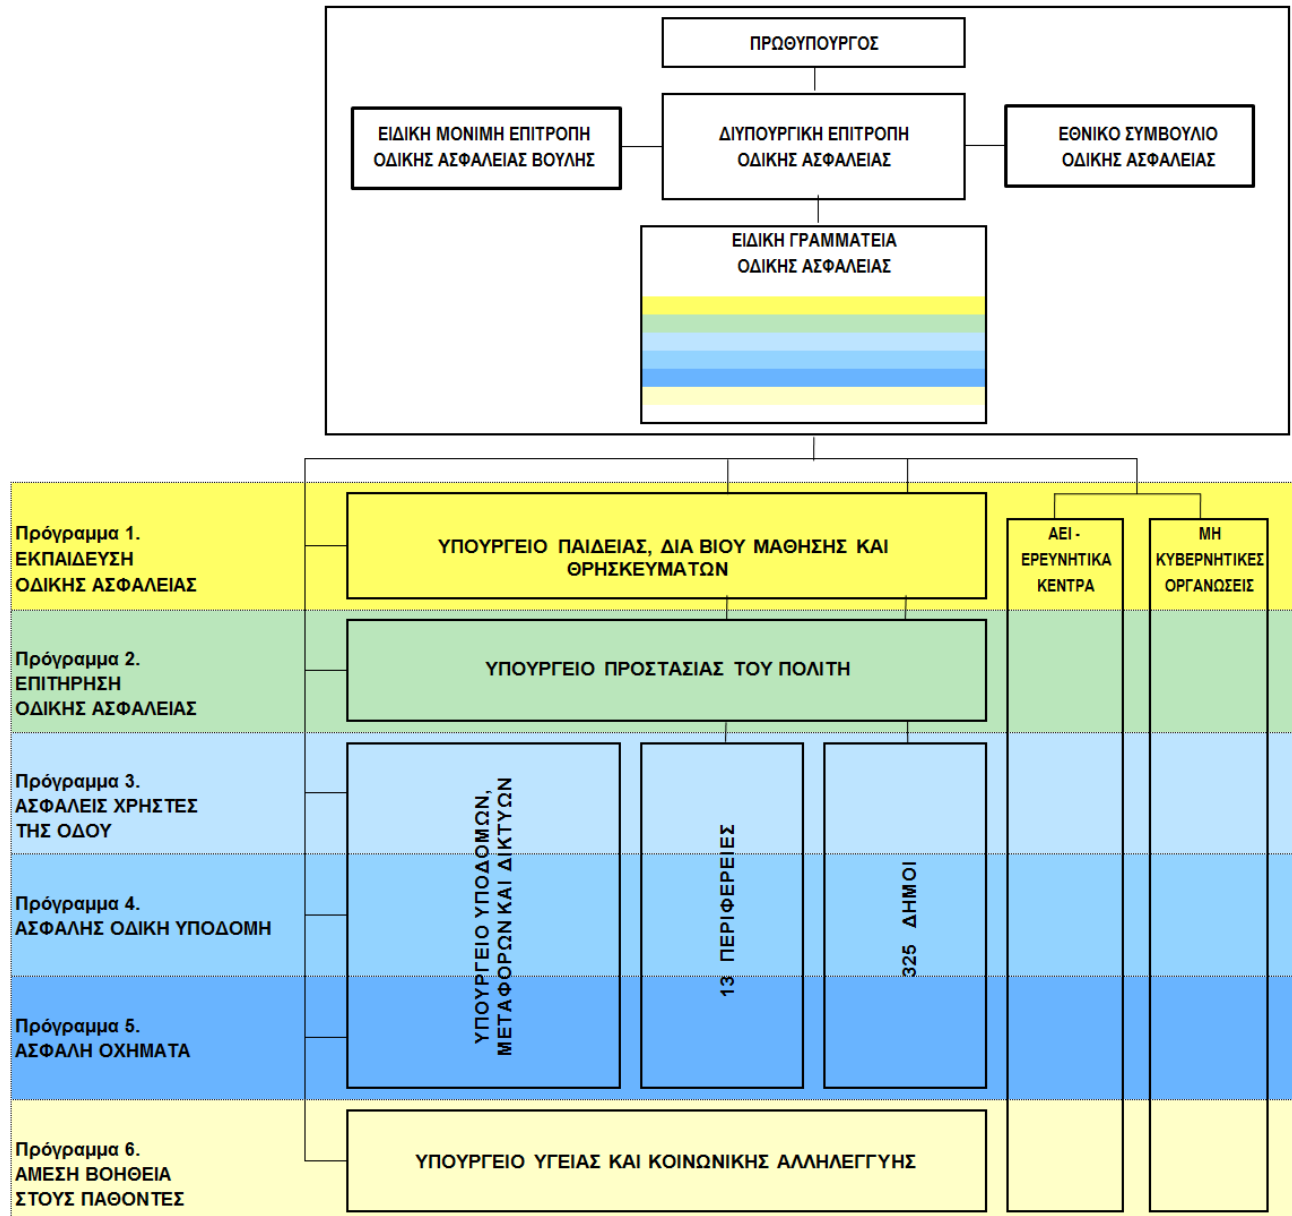 ΠΡΩΘΥΠΟΥΡΓΟΣ
ΕΙΔΙΚΗ ΜΟΝΙΜΗ ΕΠΙΤΡΟΠΗ
ΟΔΙΚΗΣ ΑΣΦΑΛΕΙΑΣ ΒΟΥΛΗΣ
ΔΙΥΠΟΥΡΓΙΚΗ ΕΠΙΤΡΟΠΗ
ΟΔΙΚΗΣ ΑΣΦΑΛΕΙΑΣ
ΕΘΝΙΚΟ ΣΥΜΒΟΥΛΙΟ
ΟΔΙΚΗΣ ΑΣΦΑΛΕΙΑΣ
ΕΙΔΙΚΗ ΓΡΑΜΜΑΤΕΙΑ
ΟΔΙΚΗΣ ΑΣΦΑΛΕΙΑΣ
Πρόγραμμα 1.
ΕΚΠΑΙΔΕΥΣΗ
ΟΔΙΚΗΣ ΑΣΦΑΛΕΙΑΣ
ΥΠΟΥΡΓΕΙΟ ΠΑΙΔΕΙΑΣ, ΔΙΑ ΒΙΟΥ ΜΑΘΗΣΗΣ ΚΑΙ
ΘΡΗΣΚΕΥΜΑΤΩΝ
ΑΕΙ -
ΕΡΕΥΝΗΤΙΚΑ
ΚΕΝΤΡΑ
ΜΗ
ΚΥΒΕΡΝΗΤΙΚΕΣ
ΟΡΓΑΝΩΣΕΙΣ
Πρόγραμμα 2.
ΕΠΙΤΗΡΗΣΗ
ΟΔΙΚΗΣ ΑΣΦΑΛΕΙΑΣ
ΥΠΟΥΡΓΕΙΟ ΠΡΟΣΤΑΣΙΑΣ ΤΟΥ ΠΟΛΙΤΗ
Πρόγραμμα 3.
ΑΣΦΑΛΕΙΣ ΧΡΗΣΤΕΣ
ΤΗΣ ΟΔΟΥ
Πρόγραμμα 4.
ΑΣΦΑΛΗΣ ΟΔΙΚΗ ΥΠΟΔΟΜΗ
Πρόγραμμα 5.
ΑΣΦΑΛΗ ΟΧΗΜΑΤΑ
ΥΠΟΥΡΓΕΙΟ ΥΠΟΔΟΜΩΝ,
ΜΕΤΑΦΟΡΩΝ ΚΑΙ ΔΙΚΤΥΩΝ
13 ΠΕΡΙΦΕΡΕΙΕΣ
325 ΔΗΜΟΙ
Πρόγραμμα 6.
ΑΜΕΣΗ ΒΟΗΘΕΙΑ
ΣΤΟΥΣ ΠΑΘΟΝΤΕΣ
ΥΠΟΥΡΓΕΙΟ ΥΓΕΙΑΣ ΚΑΙ ΚΟΙΝΩΝΙΚΗΣ ΑΛΛΗΛΕΓΓΥΗΣ